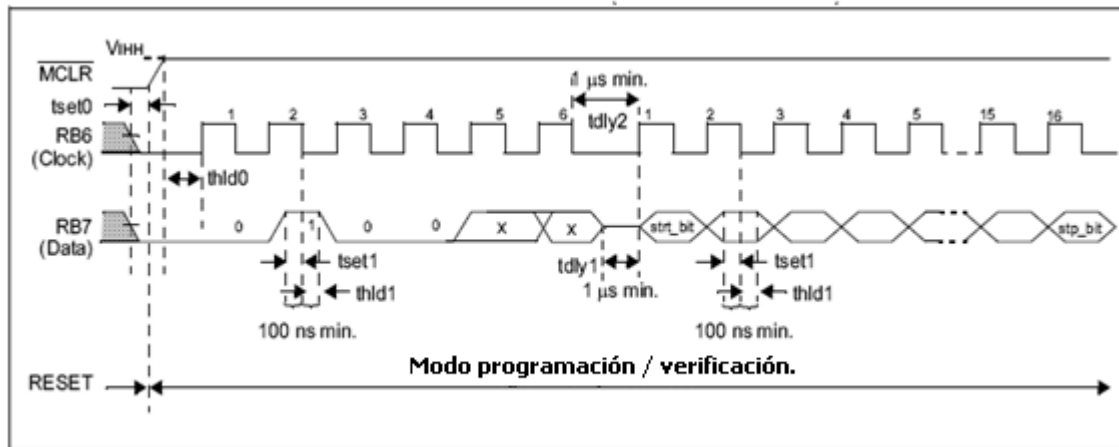 VIHH
MCLR
1 µs min.
tset0
1 2 3 4 5 6 1 2 3 4 5 15 16
tdly2
RB6
(Clock)
thld0
RB7
(Data)
0 1 0 0 X X strt_bit stp_bit
tset1 tdly1 tset1
thld1 1 µs min. thld1
100 ns min. 100 ns min.
Modo programación / verificación.
RESET